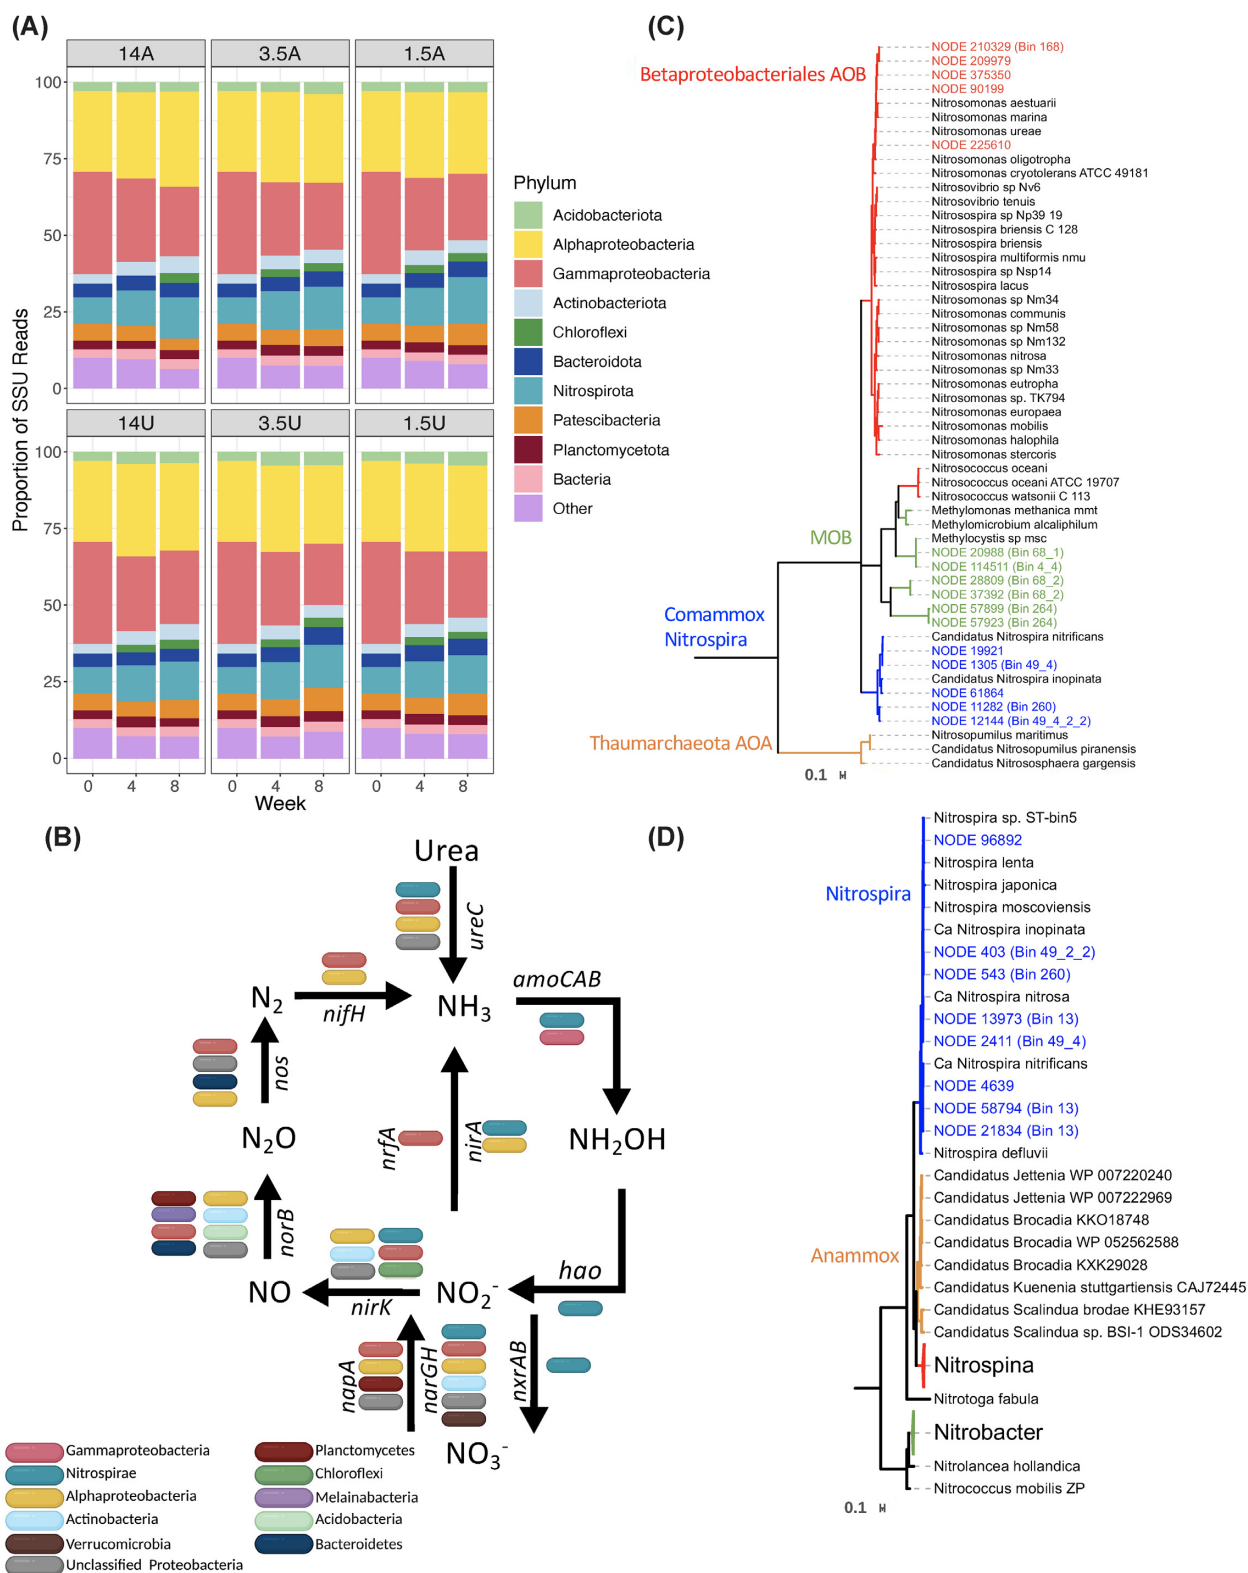 (A)
14A
3.5A
1.5A
100
75
50
25
0
14U
3.5U
1.5U
100
75
50
25
0
0 4 8
0 4 8
0 4 8
Week
Proportion of SSU Reads
Phylum
Acidobacteriota
Alphaproteobacteria
Gammaproteobacteria
Actinobacteriota
Chloroflexi
Bacteroidota
Nitrospirota
Patescibacteria
Planctomycetota
Bacteria
Other
(B)
Urea
ureC
N2
nifH
NH3
amoCAB
nos
N2O
nrfA
nirA
NH2OH
norB
NO
nirK
NO2-
hao
napA
narGH
nxrAB
NO3-
Gammaproteobacteria
Nitrospirae
Alphaproteobacteria
Actinobacteria
Verrucomicrobia
Unclassified Proteobacteria
Planctomycetes
Chloroflexi
Melainabacteria
Acidobacteria
Bacteroidetes
(C)
Betaproteobacteriales AOB
MOB
Comammox
Nitrospira
Thaumarchaeota AOA
0.1
NODE 210329 (Bin 168)
NODE 209979
NODE 375350
NODE 90199
Nitrosomonas aestuarii
Nitrosomonas marina
Nitrosomonas ureae
NODE 225610
Nitrosomonas oligotropha
Nitrosomonas cryotolerans ATCC 49181
Nitrosovibrio sp Nv6
Nitrosovibrio tenuis
Nitrosospira sp Np39 19
Nitrosospira briensis C 128
Nitrosospira briensis
Nitrosospira multiformis nmu
Nitrosospira sp Nsp14
Nitrosospira lacus
Nitrosomonas sp Nm34
Nitrosomonas communis
Nitrosomonas sp Nm58
Nitrosomonas sp Nm132
Nitrosomonas nitrosa
Nitrosomonas sp Nm33
Nitrosomonas eutropha
Nitrosomonas sp. TK794
Nitrosomonas europaea
Nitrosomonas mobilis
Nitrosomonas halophila
Nitrosomonas stercoris
Nitrosococcus oceani
Nitrosococcus oceani ATCC 19707
Nitrosococcus watsonii C 113
Methylomonas methanica mmt
Methylomicrobium alcaliphilum
Methylocystis sp msc
NODE 20988 (Bin 68_1)
NODE 114511 (Bin 4_4)
NODE 28809 (Bin 68_2)
NODE 37392 (Bin 68_2)
NODE 57899 (Bin 264)
NODE 57923 (Bin 264)
Candidatus Nitrospira nitrificans
NODE 19921
NODE 1305 (Bin 49_4)
Candidatus Nitrospira inopinata
NODE 61864
NODE 11282 (Bin 260)
NODE 12144 (Bin 49_4_2_2)
Nitrosopumilus maritimus
Candidatus Nitrosopumilus piranensis
Candidatus Nitrososphaera gargensis
(D)
Nitrospira
Anammox
0.1
Nitrospira sp. ST-bin5
NODE 96892
Nitrospira lenta
Nitrospira japonica
Nitrospira moscoviensis
Ca Nitrospira inopinata
NODE 403 (Bin 49_2_2)
NODE 543 (Bin 260)
Ca Nitrospira nitrosa
NODE 13973 (Bin 13)
NODE 2411 (Bin 49_4)
Ca Nitrospira nitrificans
NODE 4639
NODE 58794 (Bin 13)
NODE 21834 (Bin 13)
Nitrospira defluvii
Candidatus Jettenia WP 007220240
Candidatus Jettenia WP 007222969
Candidatus Brocadia KKO18748
Candidatus Brocadia WP 052562588
Candidatus Brocadia KXK29028
Candidatus Kuenenia stuttgartiensis CAJ72445
Candidatus Scalindua brodae KHE93157
Candidatus Scalindua sp. BSI-1 ODS34602
Nitrospina
Nitrotoga fabula
Nitrobacter
Nitrolancea hollandica
Nitrococcus mobilis ZP